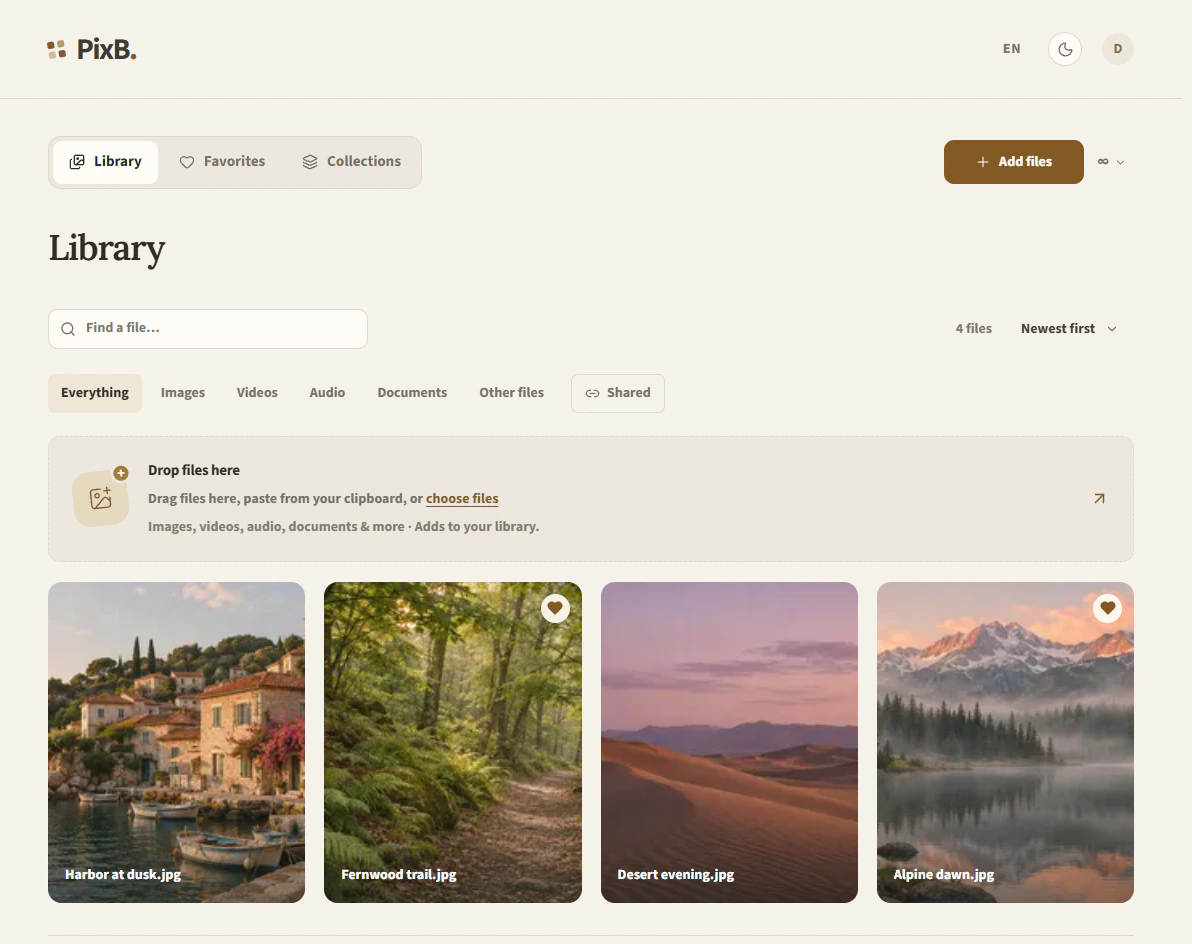 PixB.
EN
D
Library
Favorites
Collections
Add files
∞
Library
Find a file...
4 files
Newest first
Everything
Images
Videos
Audio
Documents
Other files
Shared
Drop files here
Drag files here, paste from your clipboard, or choose files
Images, videos, audio, documents & more · Adds to your library.
Harbor at dusk.jpg
Fernwood trail.jpg
Desert evening.jpg
Alpine dawn.jpg